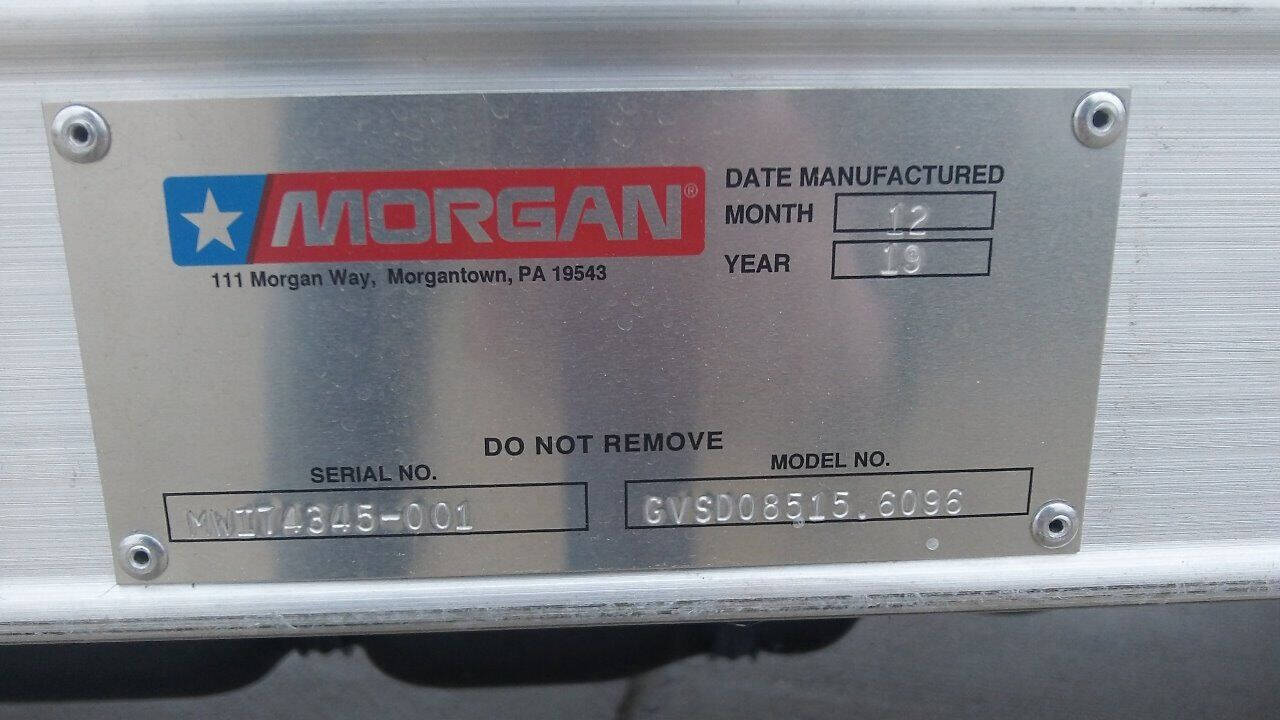 MORGAN®
111 Morgan Way, Morgantown, PA 19543
DATE MANUFACTURED
MONTH 12
YEAR 19
DO NOT REMOVE
SERIAL NO.
MWI74345-001
MODEL NO.
GVSD08515.6096